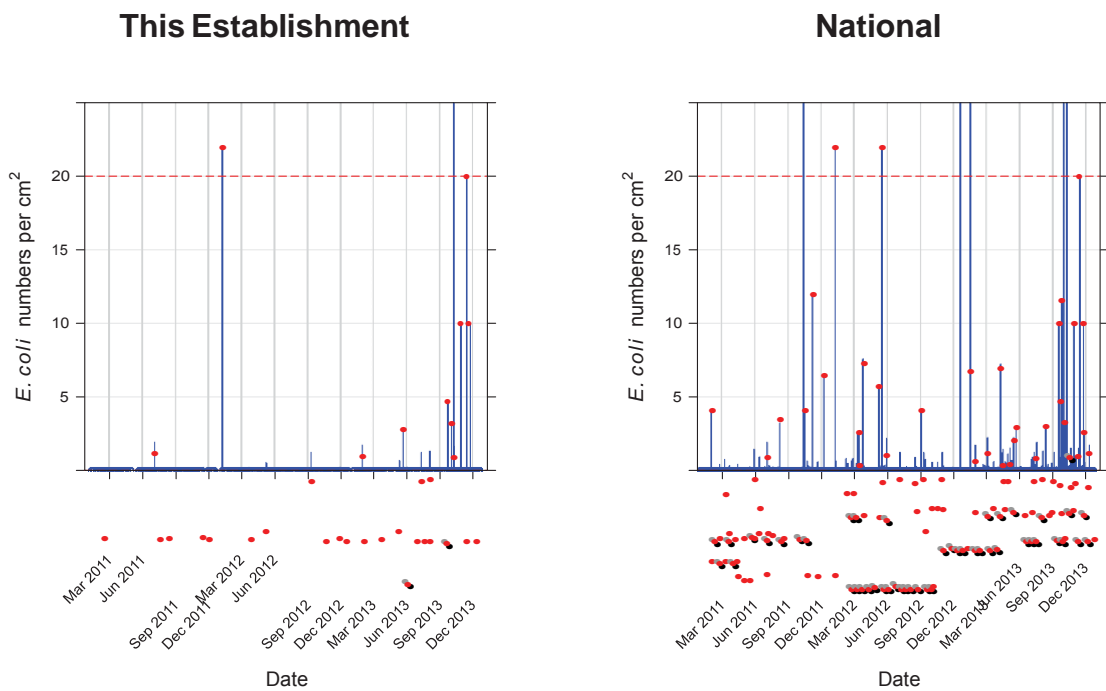 This Establishment
National
E. coli numbers per cm2
20
15
10
5
Mar 2011
Jun 2011
Sep 2011
Dec 2011
Mar 2012
Jun 2012
Sep 2012
Dec 2012
Mar 2013
Jun 2013
Sep 2013
Dec 2013
Date
E. coli numbers per cm2
20
15
10
5
Mar 2011
Jun 2011
Sep 2011
Dec 2011
Mar 2012
Jun 2012
Sep 2012
Dec 2012
Mar 2013
Jun 2013
Sep 2013
Dec 2013
Date